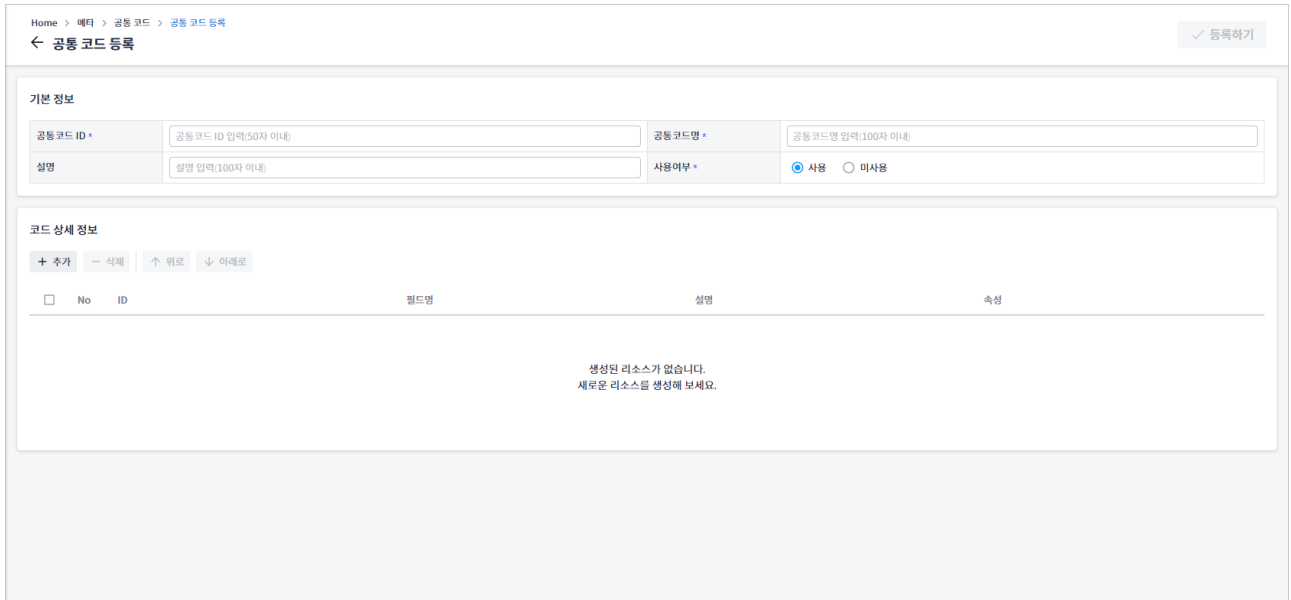 Home > 메타 > 공통 코드 > 공통 코드 등록
← 공통 코드 등록
✓ 등록하기
기본 정보
공통코드 ID * 공통코드 ID 입력(50자 이내) 공통코드명 * 공통코드명 입력(100자 이내)
설명 설명 입력(100자 이내) 사용여부 * 사용 미사용
코드 상세 정보
+ 추가 − 삭제 ↑ 위로 ↓ 아래로
No ID 필드명 설명 속성
생성된 리소스가 없습니다.
새로운 리소스를 생성해 보세요.